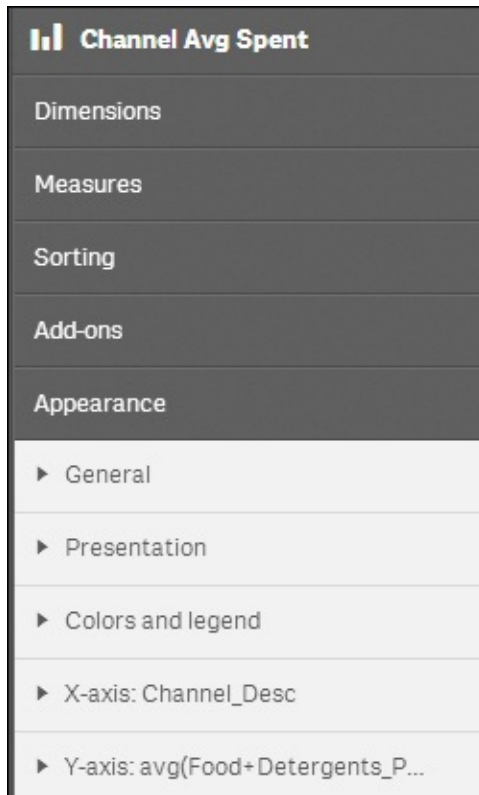 Channel Avg Spent
Dimensions
Measures
Sorting
Add-ons
Appearance
General
Presentation
Colors and legend
X-axis: Channel_Desc
Y-axis: avg(Food+Detergents_P...